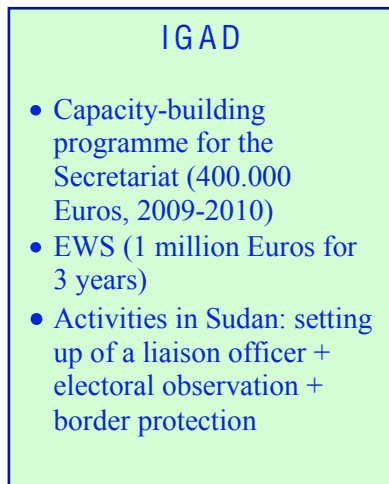 IGAD
• Capacity-building
programme for the
Secretariat (400.000
Euros, 2009-2010)
• EWS (1 million Euros for
3 years)
• Activities in Sudan: setting
up of a liaison officer +
electoral observation +
border protection